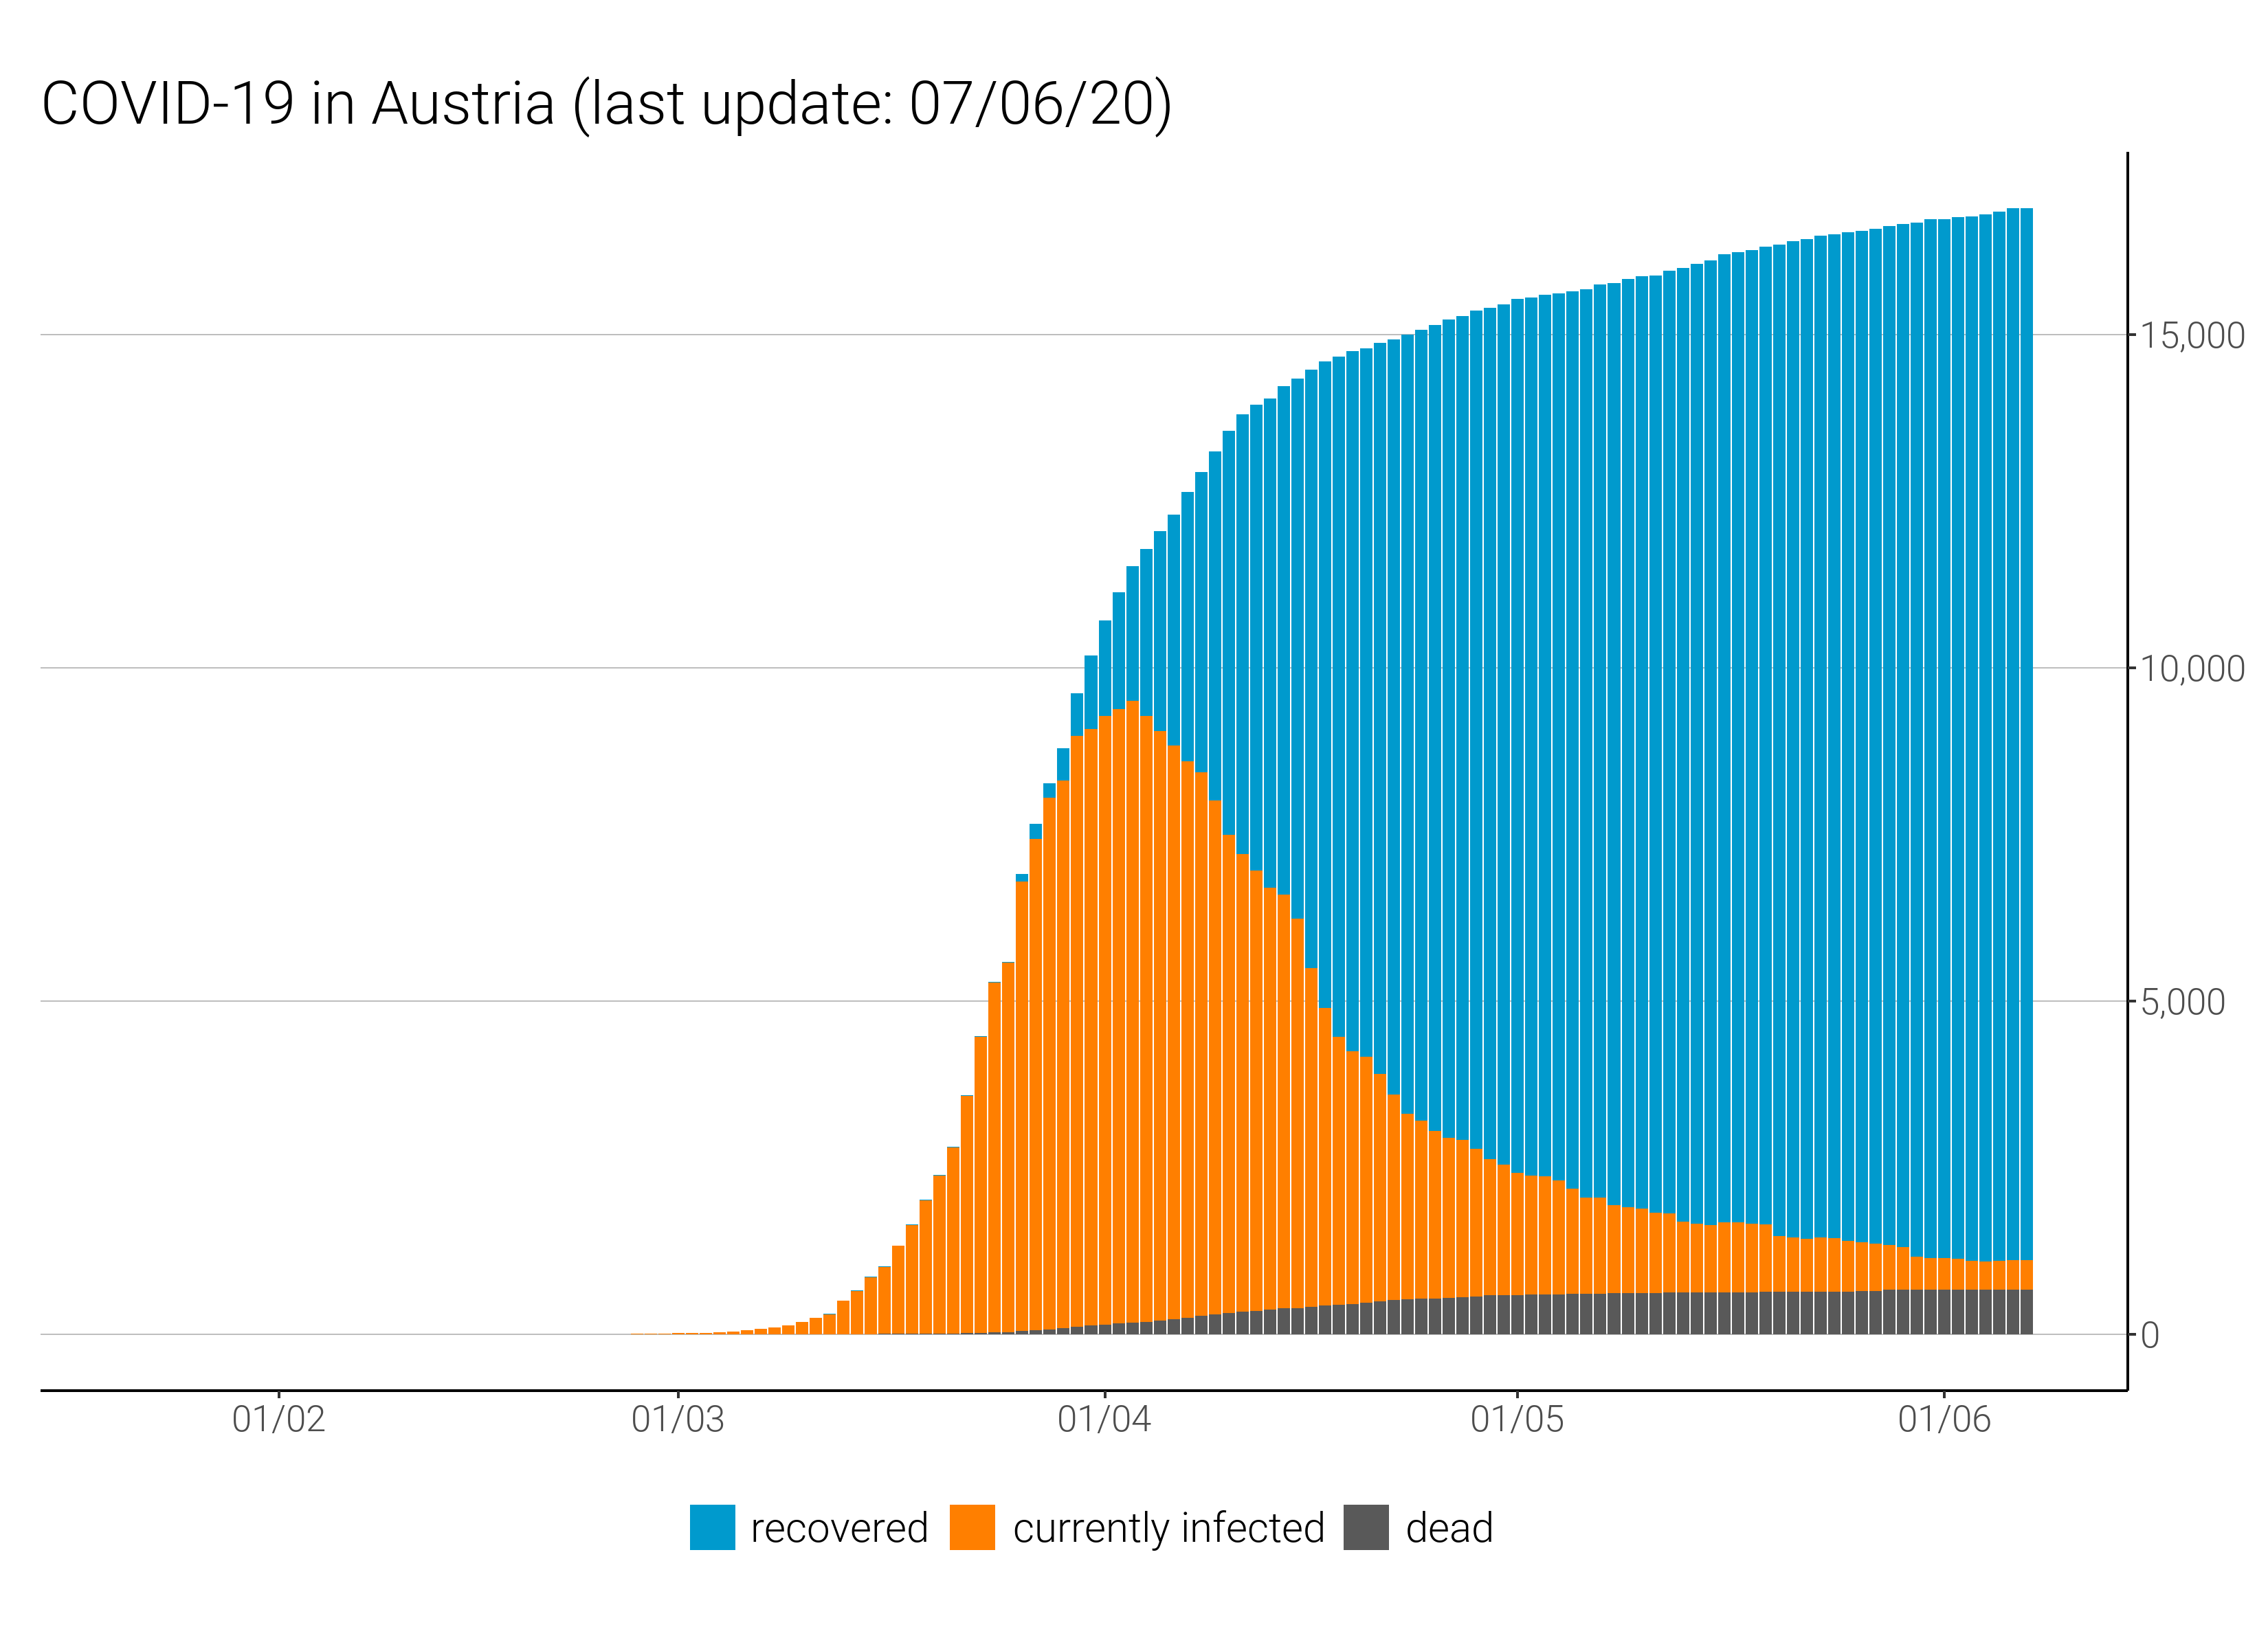 COVID-19 in Austria (last update: 07/06/20)
15,000
10,000
5,000
0
01/02 01/03 01/04 01/05 01/06
recovered currently infected dead